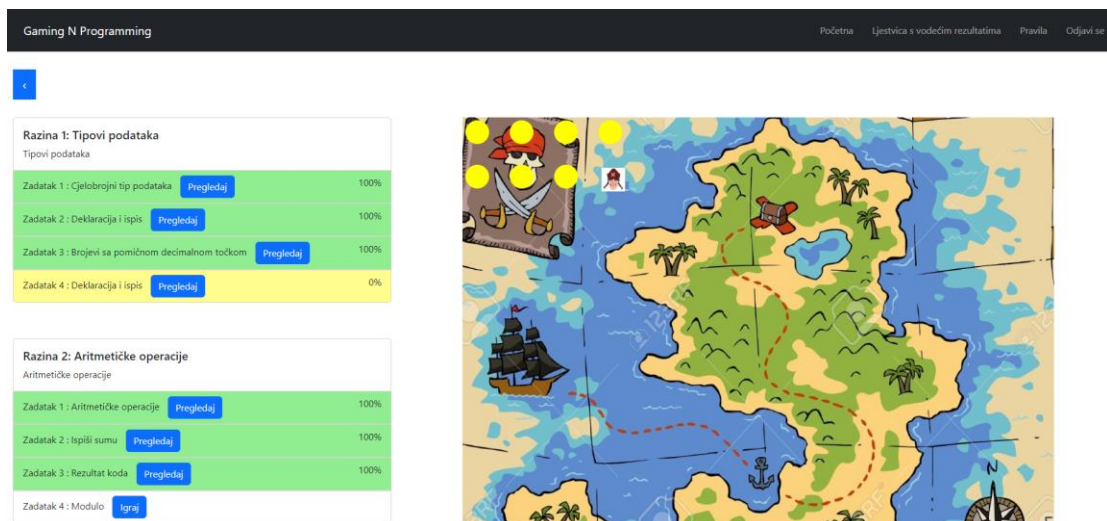 Gaming N Programming
Početna Ljestvica s vodećim rezultatima Pravila Odjavi se
Razina 1: Tipovi podataka
Tipovi podataka
Zadatak 1 : Cjelobrojni tip podataka Pregledaj 100%
Zadatak 2 : Deklaracija i ispis Pregledaj 100%
Zadatak 3 : Brojevi sa pomičnom decimalnom točkom Pregledaj 100%
Zadatak 4 : Deklaracija i ispis Pregledaj 0%
Razina 2: Aritmetičke operacije
Aritmetičke operacije
Zadatak 1 : Aritmetičke operacije Pregledaj 100%
Zadatak 2 : Ispiši sumu Pregledaj 100%
Zadatak 3 : Rezultat koda Pregledaj 100%
Zadatak 4 : Modulo Igraj
N
E